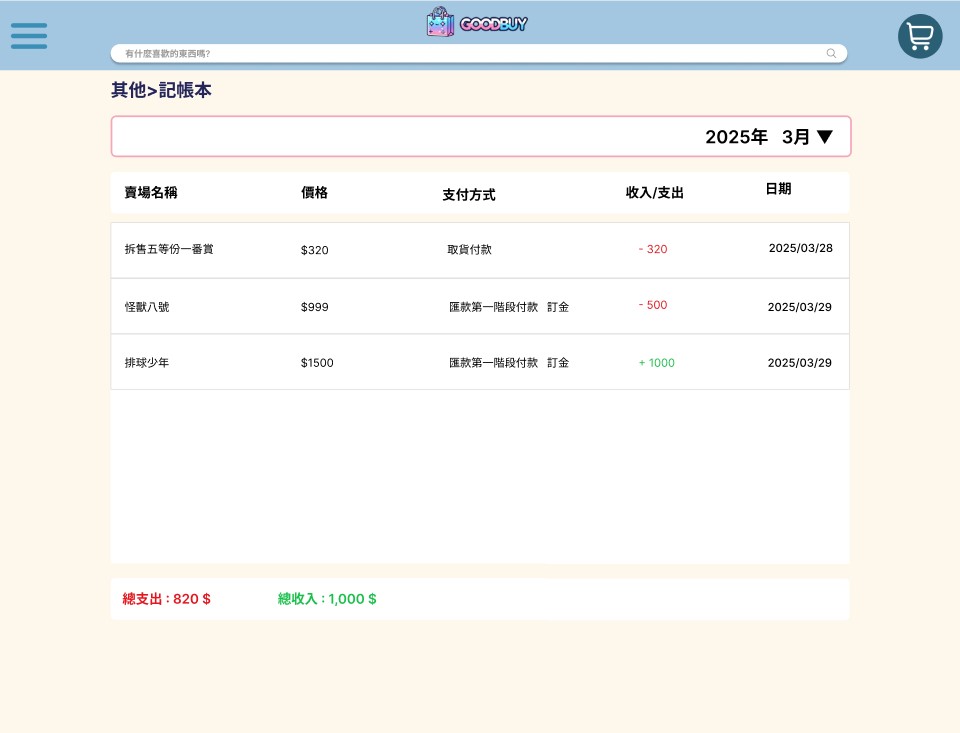 GOODBUY
有什麼喜歡的東西嗎?
其他>記帳本
2025年 3月 ▼
賣場名稱 價格 支付方式 收入/支出 日期
拆售五等份一番賞 $320 取貨付款 - 320 2025/03/28
怪獸八號 $999 匯款第一階段付款 訂金 - 500 2025/03/29
排球少年 $1500 匯款第一階段付款 訂金 + 1000 2025/03/29
總支出 : 820 $ 總收入 : 1,000 $